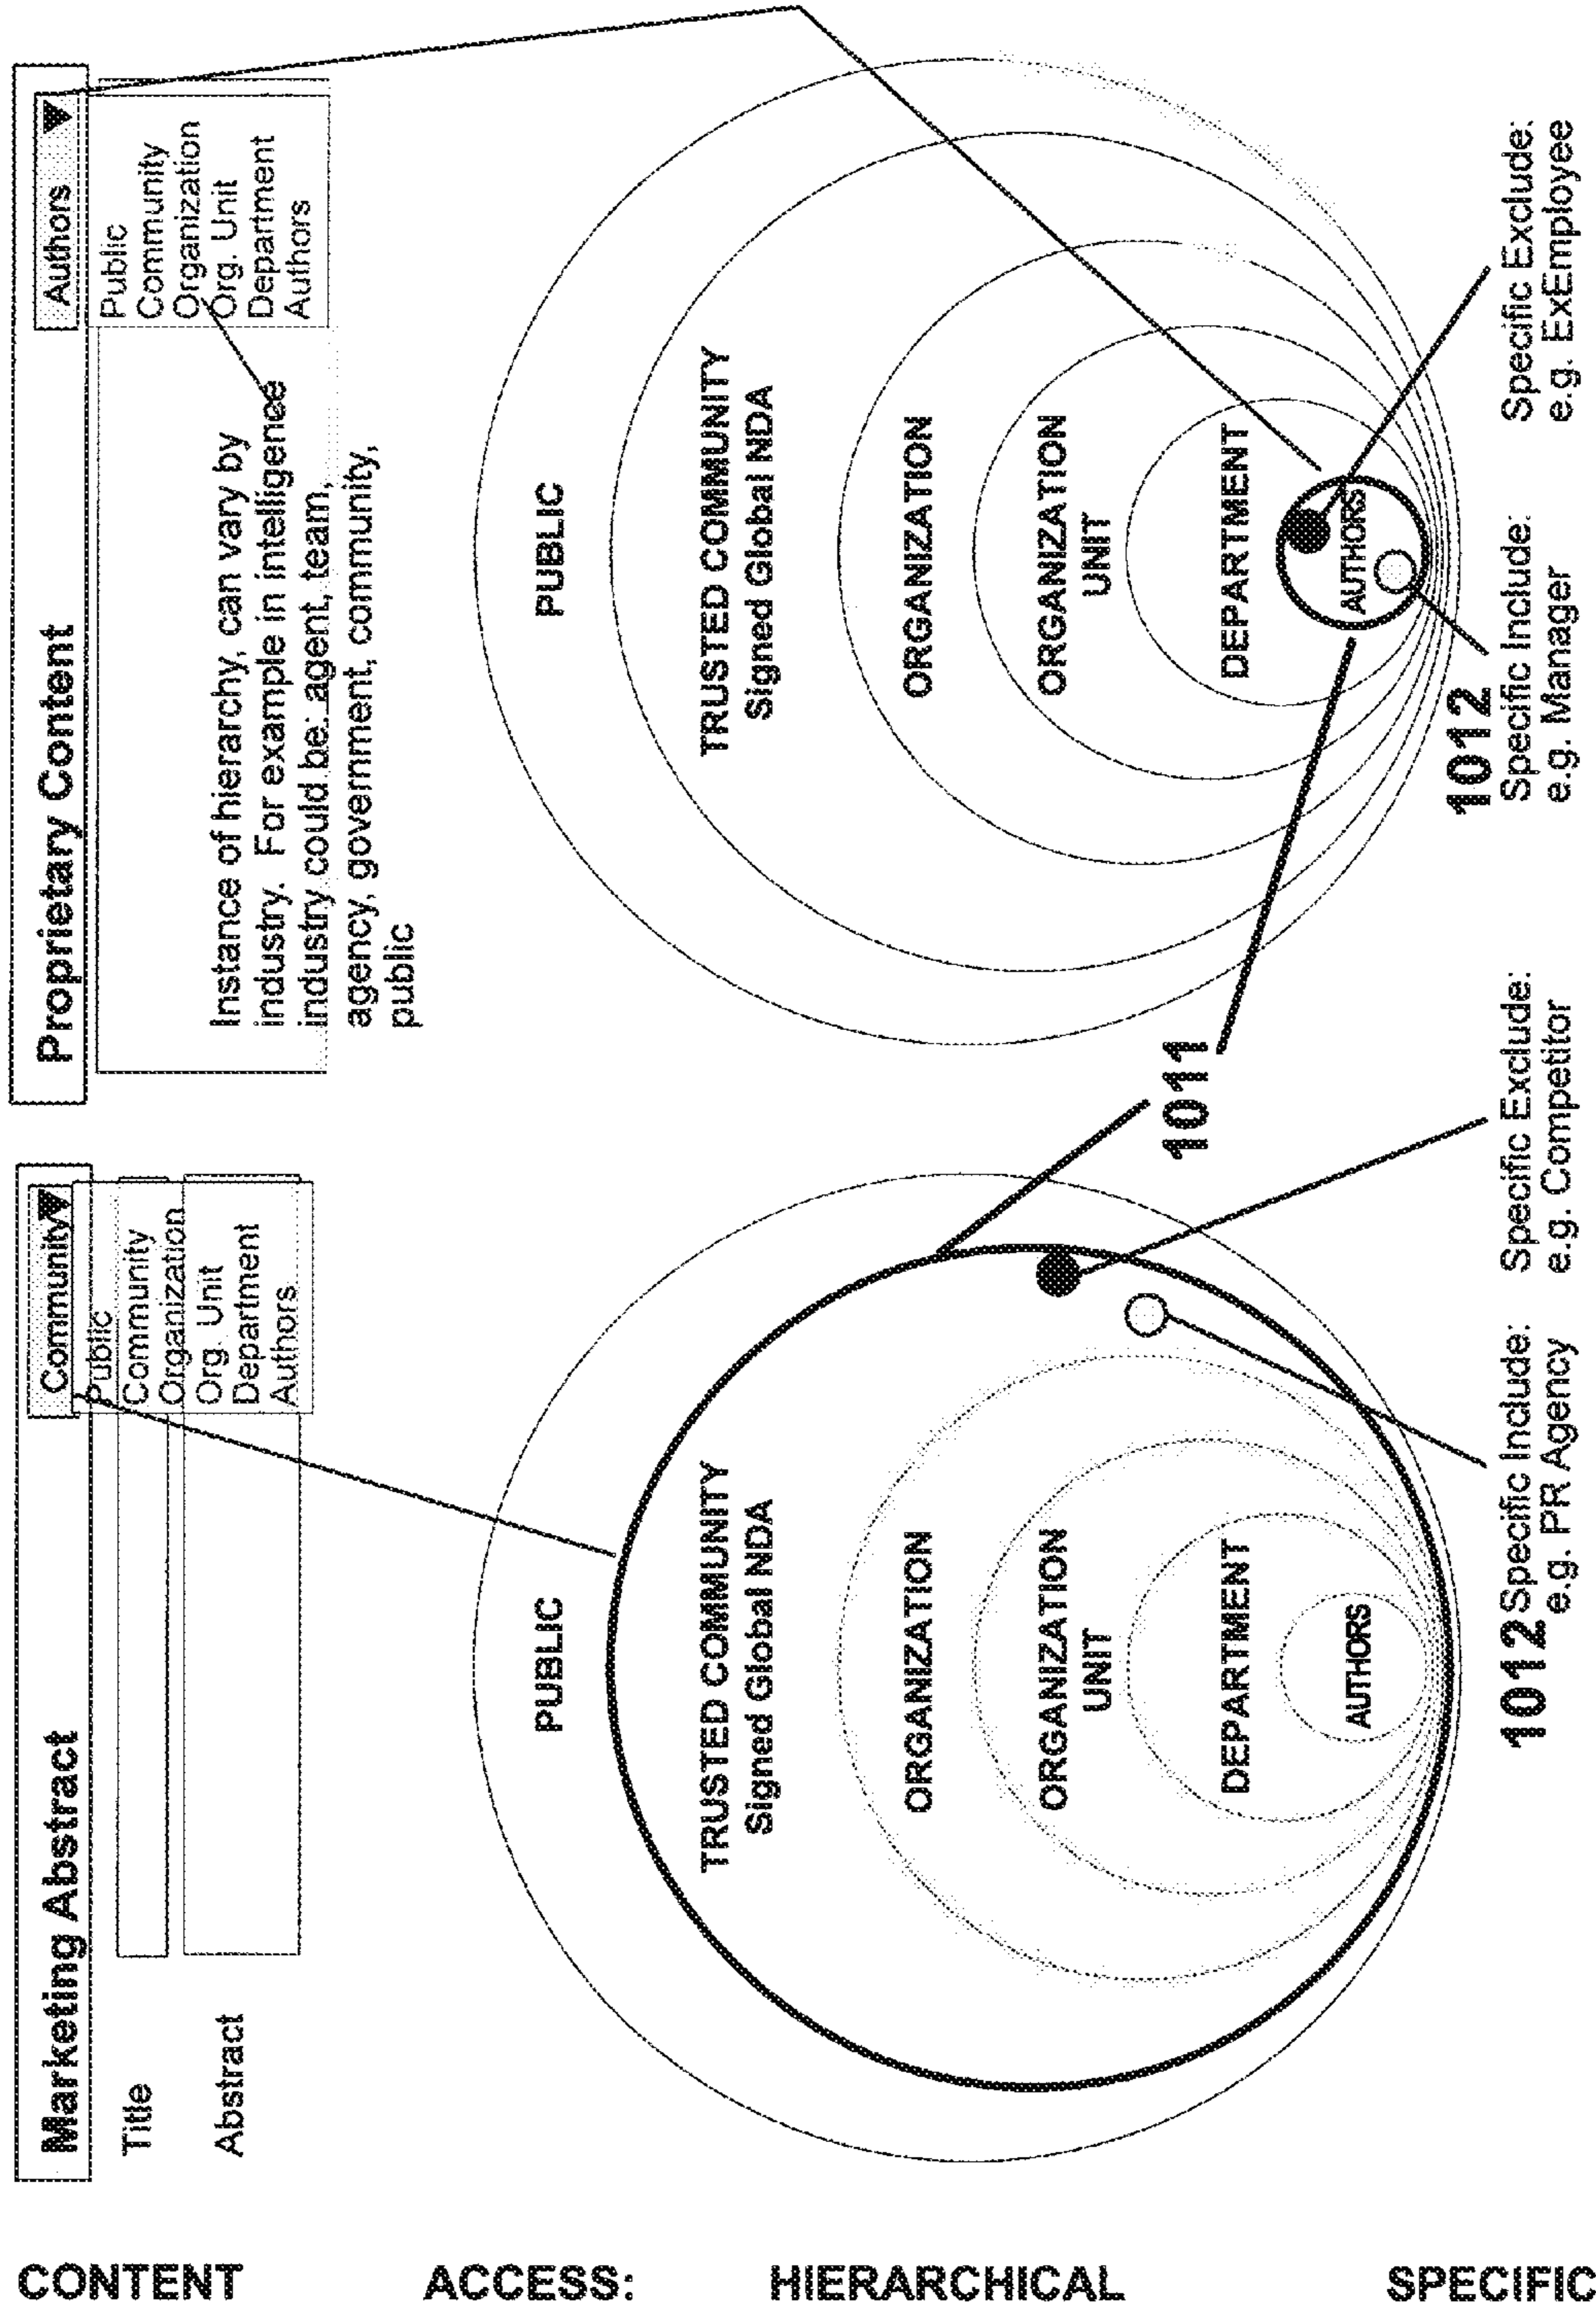 CONTENT
Marketing Abstract
Community
Title
Abstract
Public
Community
Organization
Org. Unit
Department
Authors
Proprietary Content
Authors
Public
Community
Organization
Org. Unit
Department
Authors
Instance of hierarchy, can vary by
industry. For example in intelligence
industry could be: agent, team,
agency, government, community,
public
ACCESS:
HIERARCHICAL
PUBLIC
TRUSTED COMMUNITY
Signed Global NDA
ORGANIZATION
ORGANIZATION
UNIT
DEPARTMENT
AUTHORS
1011
PUBLIC
TRUSTED COMMUNITY
Signed Global NDA
ORGANIZATION
ORGANIZATION
UNIT
DEPARTMENT
AUTHORS
SPECIFIC
1012 Specific Include:
e.g. PR Agency
Specific Exclude:
e.g. Competitor
1012
Specific Include:
e.g. Manager
Specific Exclude:
e.g. ExEmployee